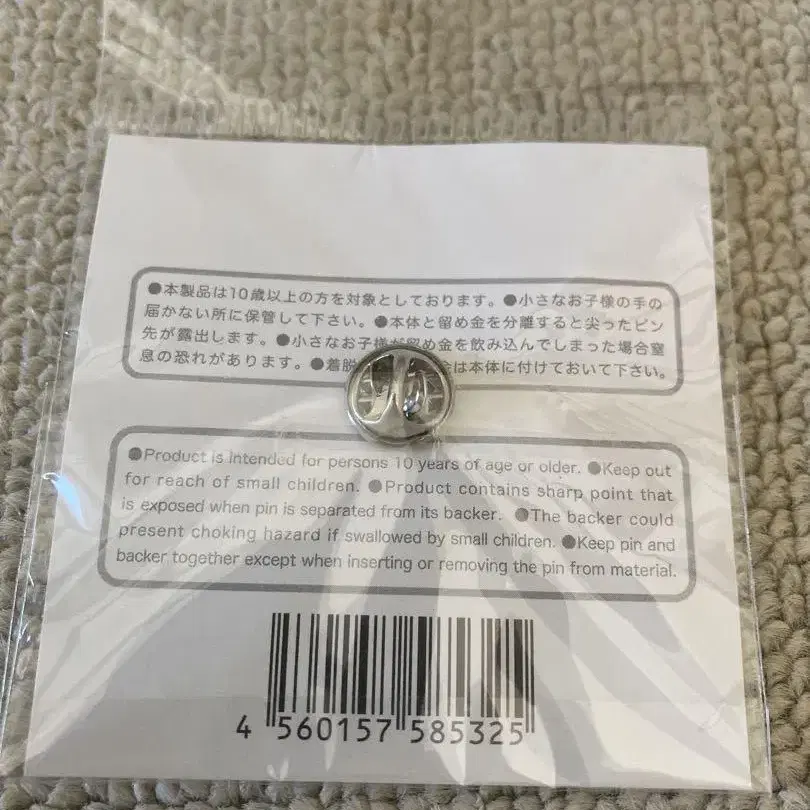 ●本製品は10歳以上の方を対象としております。●小さなお子様の手の
届かない所に保管して下さい。●本体と留め金を分離すると尖ったピン
先が露出します。●小さなお子様が留め金を飲み込んでしまった場合窒
息の恐れがあります。●着脱 は本体に付けておいて下さい。
●Product is intended for persons 10 years of age or older. ●Keep out
for reach of small children. ●Product contains sharp point that
is exposed when pin is separated from its backer. ●The backer could
present choking hazard if swallowed by small children. ●Keep pin and
backer together except when inserting or removing the pin from material.
4 560157 585325